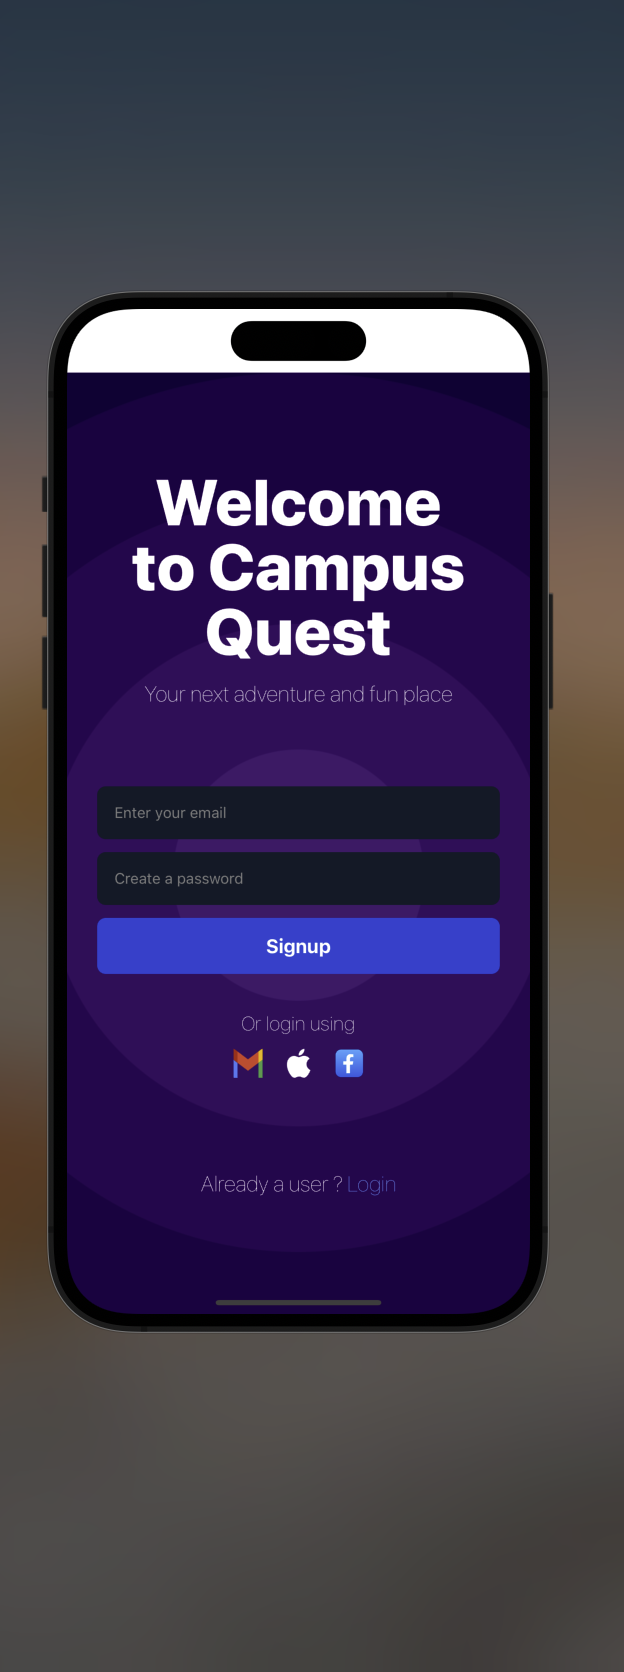 Welcome
to Campus
Quest
Your next adventure and fun place
Enter your email
Create a password
Signup
Or login using
Already a user ? Login